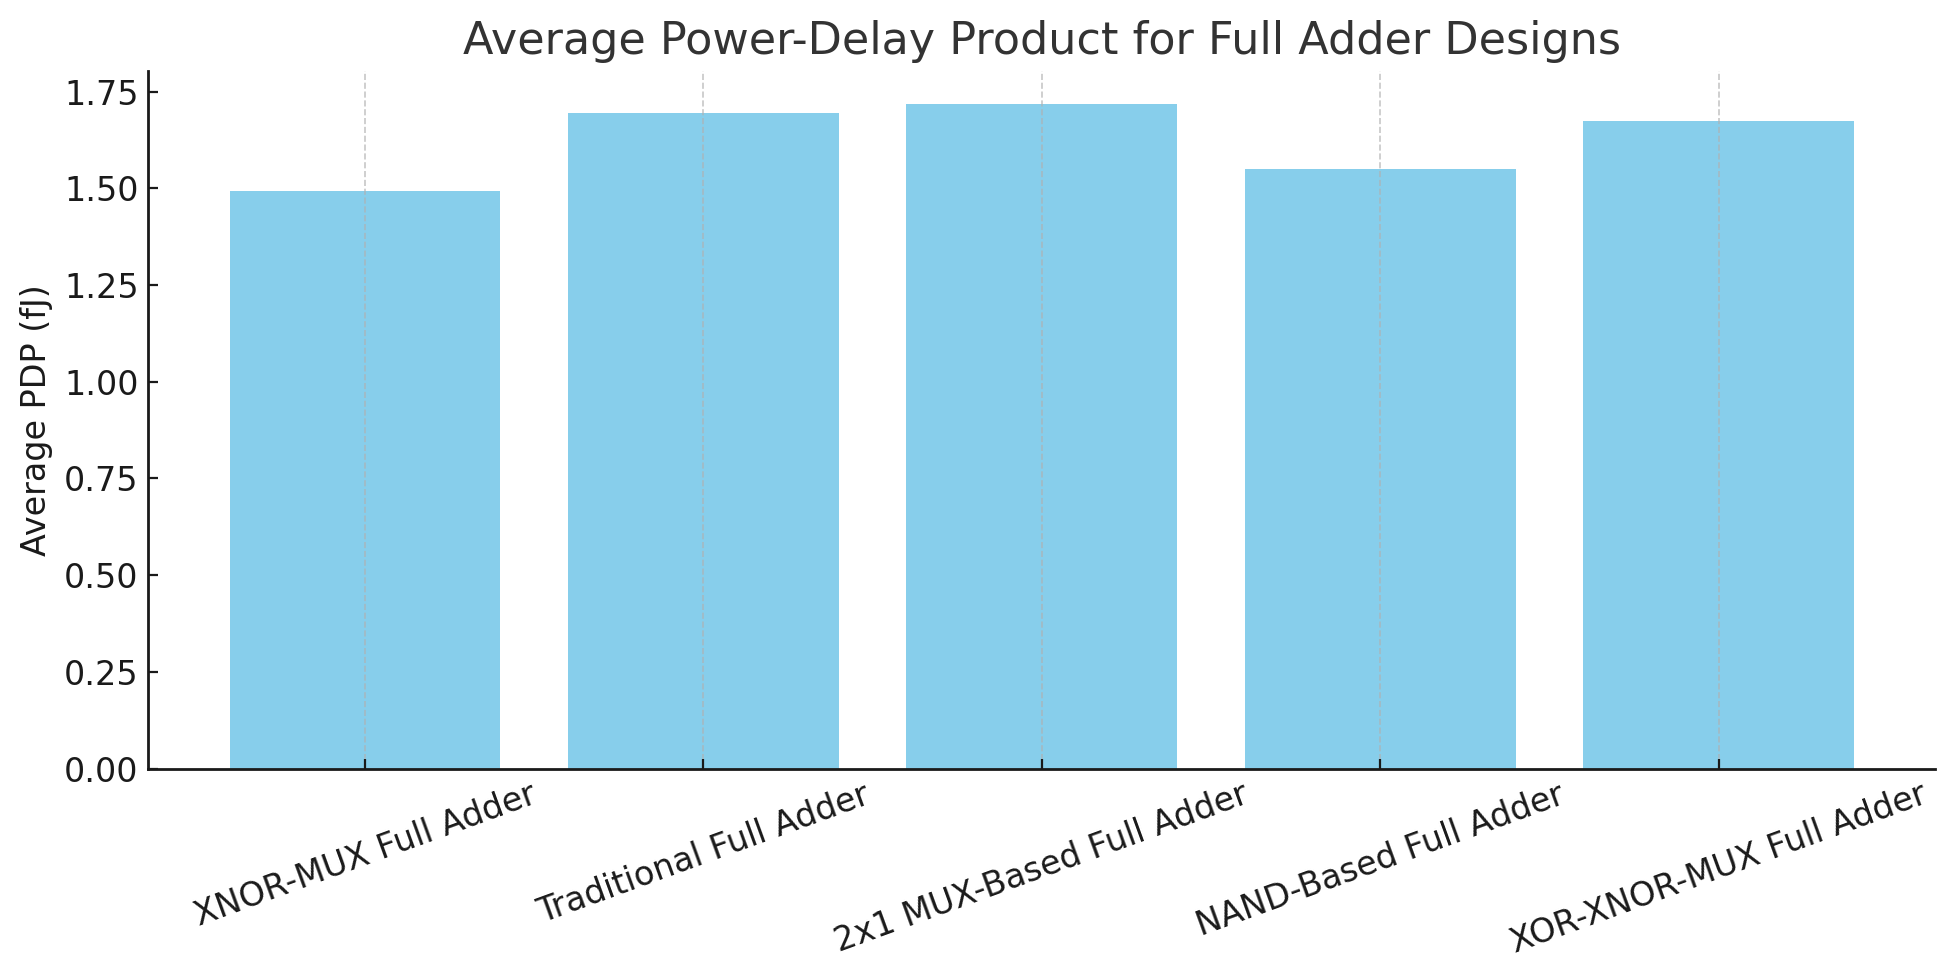 Average Power-Delay Product for Full Adder Designs
Average PDP (fJ)
1.75
1.50
1.25
1.00
0.75
0.50
0.25
0.00
XNOR-MUX Full Adder
Traditional Full Adder
2x1 MUX-Based Full Adder
NAND-Based Full Adder
XOR-XNOR-MUX Full Adder